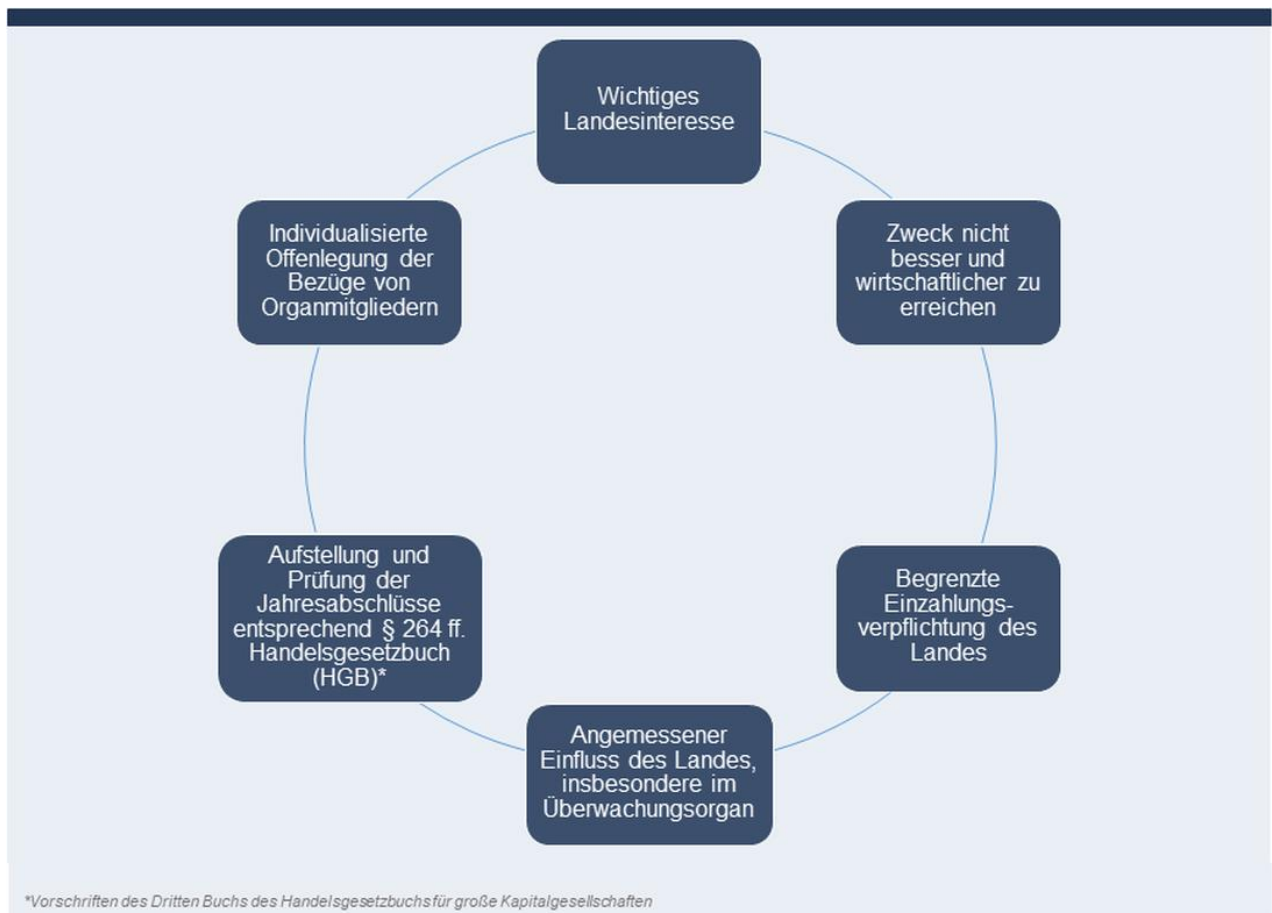 Wichtiges
Landesinteresse
Zweck nicht
besser und
wirtschaftlicher zu
erreichen
Begrenzte
Einzahlungs-
verpflichtung des
Landes
Angemessener
Einfluss des Landes,
insbesondere im
Überwachungsorgan
Aufstellung und
Prüfung der
Jahresabschlüsse
entsprechend § 264 ff.
Handelsgesetzbuch
(HGB)*
Individualisierte
Offenlegung der
Bezüge von
Organmitgliedern
*Vorschriften des Dritten Buchs des Handelsgesetzbuchs für große Kapitalgesellschaften